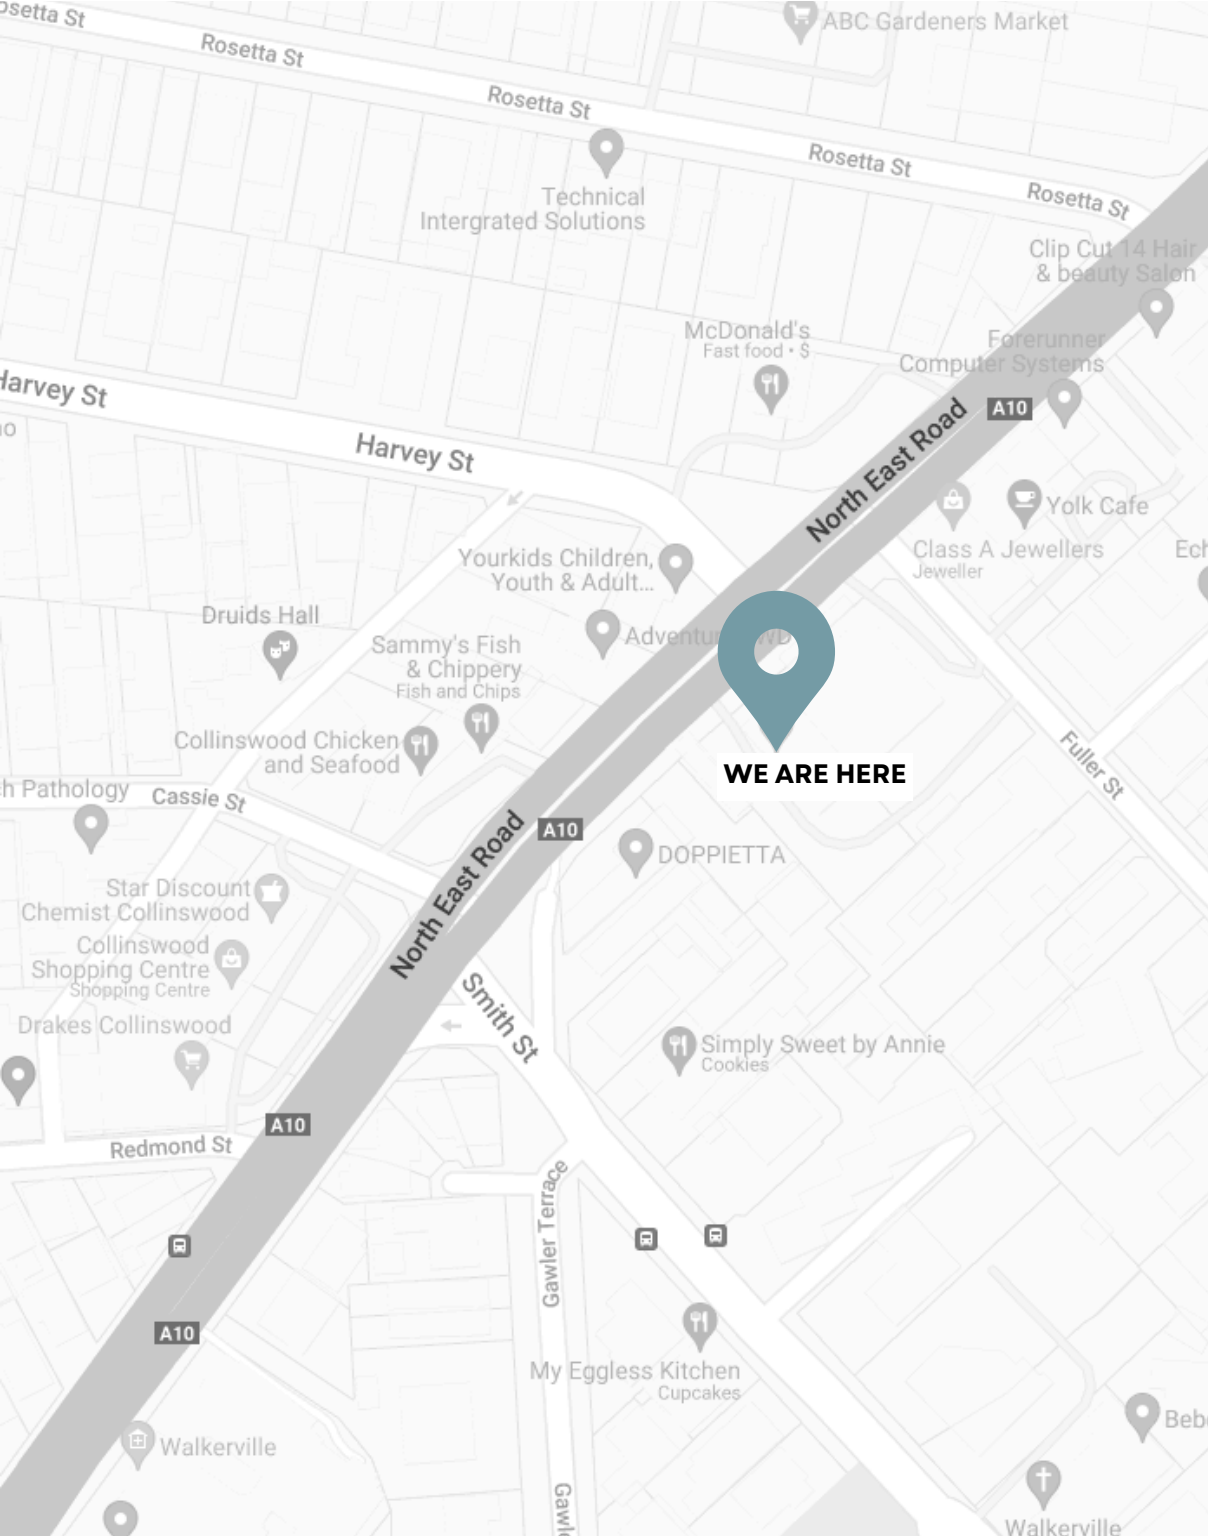 osetta St
ABC Gardeners Market
Rosetta St
Rosetta St
Rosetta St
Rosetta St
Technical
Intergrated Solutions
Clip Cut 14 Hair
& beauty Salon
McDonald's
Fast food • $
Forerunner
Computer Systems
Harvey St
A10
North East Road
Harvey St
Yolk Cafe
Class A Jewellers
Jeweller
Ech
Yourkids Children,
Youth & Adult...
Druids Hall
Sammy's Fish
& Chippery
Fish and Chips
Collinswood Chicken
and Seafood
WE ARE HERE
Fuller St
h Pathology
Cassie St
A10
North East Road
DOPPIETTA
Star Discount
Chemist Collinswood
Collinswood
Shopping Centre
Shopping Centre
Smith St
Drakes Collinswood
Simply Sweet by Annie
Cookies
A10
Redmond St
Gawler Terrace
A10
My Eggless Kitchen
Cupcakes
Walkerville
Beb
Gawl
Walkerville